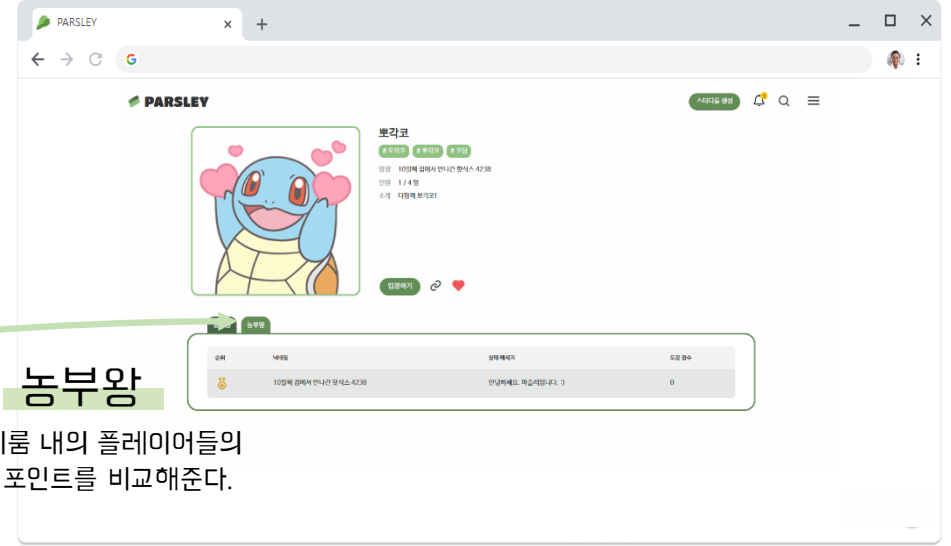 PARSLEY
PARSLEY
스터디룸 생성
뽀각코
# 모각코 # 뽀각코 # 코딩
방장 10일째 집에서 안나간 핫식스 4238
인원 1 / 4 명
소개 다함께 뽀각코!
입장하기
농부왕
순위 닉네임 상태 메세지 도장 점수
10일째 집에서 안나간 핫식스 4238 안녕하세요. 파슬리입니다. :) 0
농부왕
룸 내의 플레이어들의
포인트를 비교해준다.